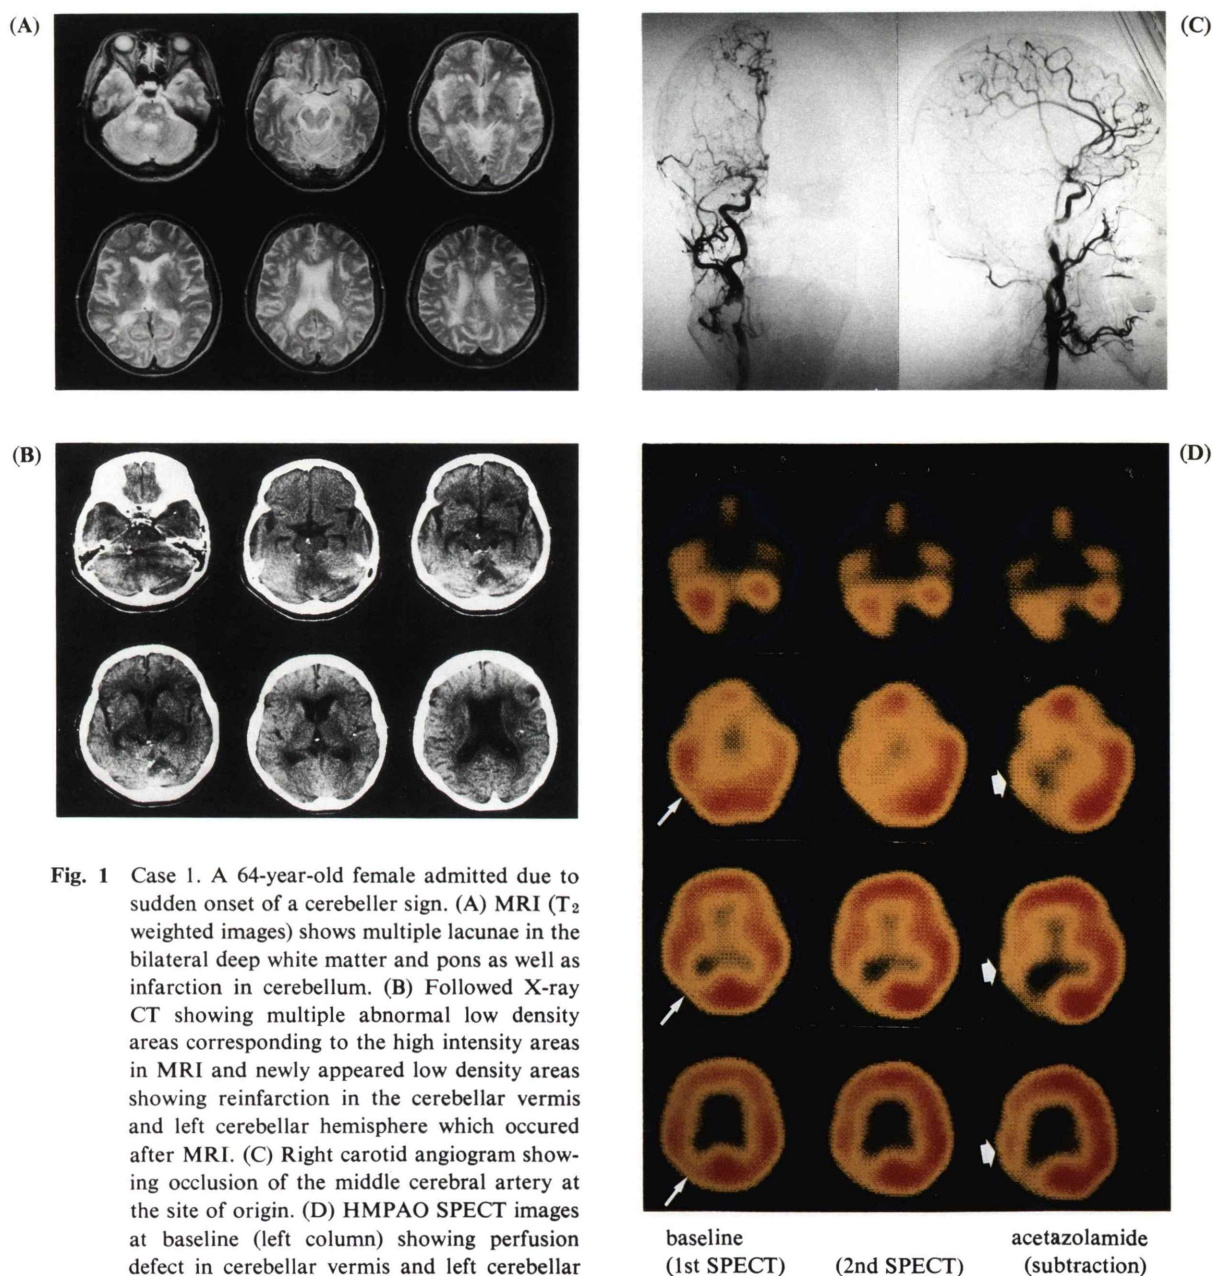 (A)
(C)
(B)
(D)
Fig. 1 Case 1. A 64-year-old female admitted due to
sudden onset of a cerebeller sign. (A) MRI (T₂
weighted images) shows multiple lacunae in the
bilateral deep white matter and pons as well as
infarction in cerebellum. (B) Followed X-ray
CT showing multiple abnormal low density
areas corresponding to the high intensity areas
in MRI and newly appeared low density areas
showing reinfarction in the cerebellar vermis
and left cerebellar hemisphere which occured
after MRI. (C) Right carotid angiogram show-
ing occlusion of the middle cerebral artery at
the site of origin. (D) HMPAO SPECT images
at baseline (left column) showing perfusion
defect in cerebellar vermis and left cerebellar
baseline
(1st SPECT)
(2nd SPECT)
acetazolamide
(subtraction)